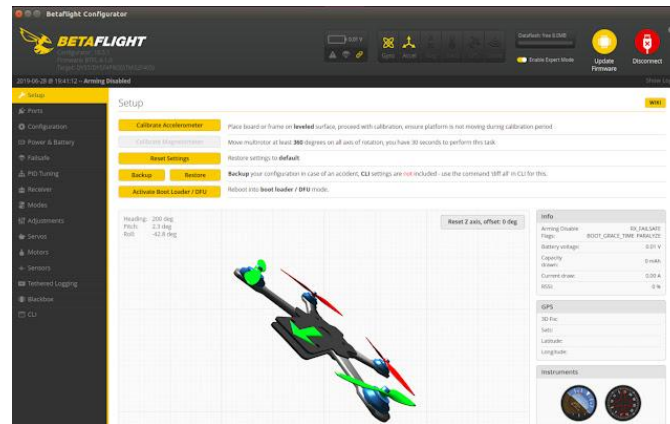 Betaflight Configurator
BETAFLIGHT
0.01 V
Gyro
Accel
Dataflash: free 8.0MB
Enable Expert Mode
Update Firmware
Disconnect
2019-06-28 @ 19:41:12 -- Arming Disabled
Setup
Ports
Configuration
Power & Battery
Failsafe
PID Tuning
Receiver
Modes
Adjustments
Servos
Motors
Sensors
Tethered Logging
Blackbox
CLI
Setup
WIKI
Calibrate Accelerometer
Place board or frame on leveled surface, proceed with calibration, ensure platform is not moving during calibration period
Calibrate Magnetometer
Move multirotor at least 360 degrees on all axis of rotation, you have 30 seconds to perform this task.
Reset Settings
Restore settings to default
Backup Restore
Backup your configuration in case of an accident, CLI settings are not included - use the command 'diff all' in CLI for this.
Activate Boot Loader / DFU
Reboot into boot loader / DFU mode.
Heading: 200 deg
Pitch: 2.3 deg
Roll: -42.8 deg
Reset Z axis, offset: 0 deg
Info
Arming Disable Flags:
RX_FAILSAFE
BOOT_GRACE_TIME PARALYZE
Battery voltage: 0.01 V
Capacity drawn: 0 mAh
Current draw: 0.00 A
RSSI: 0 %
GPS
3D Fix:
Sats:
Latitude:
Longitude:
Instruments